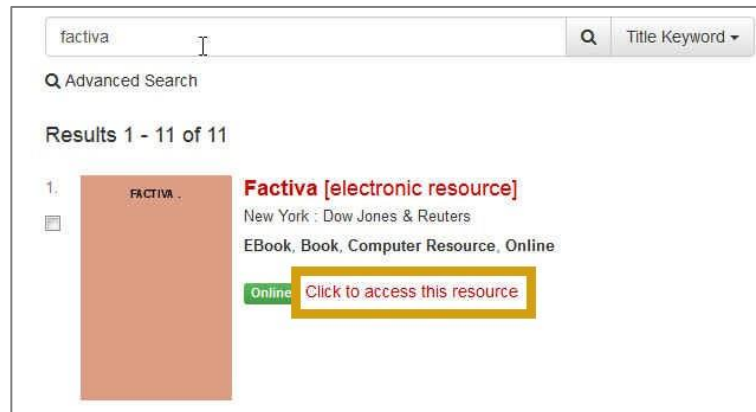 factiva
Title Keyword
Advanced Search
Results 1 - 11 of 11
1.
FACTIVA .
Factiva [electronic resource]
New York : Dow Jones & Reuters
EBook, Book, Computer Resource, Online
Online Click to access this resource